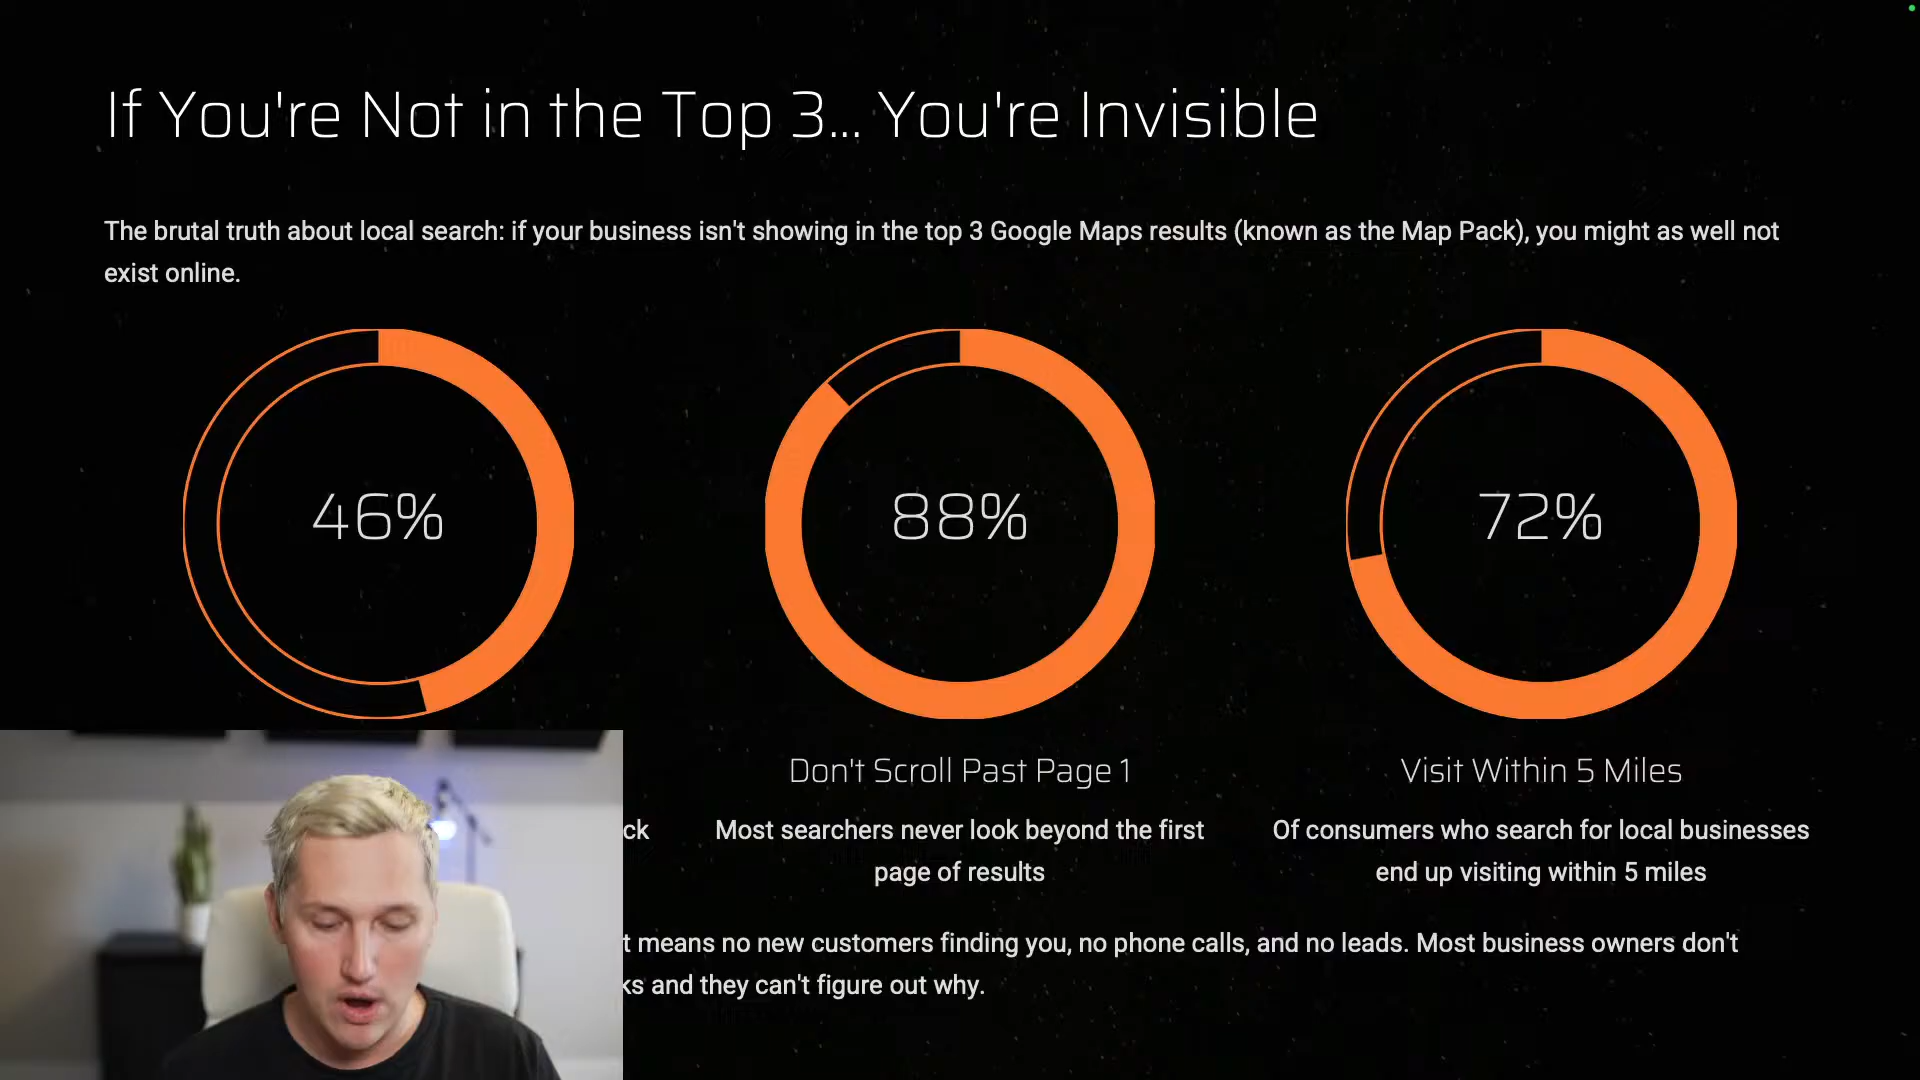 If You're Not in the Top 3... You're Invisible
The brutal truth about local search: if your business isn't showing in the top 3 Google Maps results (known as the Map Pack), you might as well not
exist online.
46%
88%
72%
Don't Scroll Past Page 1
Most searchers never look beyond the first
page of results
Visit Within 5 Miles
Of consumers who search for local businesses
end up visiting within 5 miles
means no new customers finding you, no phone calls, and no leads. Most business owners don't
and they can't figure out why.